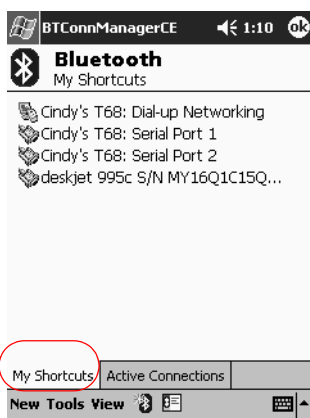 BTConnManagerCE 1:10 ok
Bluetooth
My Shortcuts
Cindy's T68: Dial-up Networking
Cindy's T68: Serial Port 1
Cindy's T68: Serial Port 2
deskjet 995c S/N MY16Q1C15Q...
My Shortcuts Active Connections
New Tools View